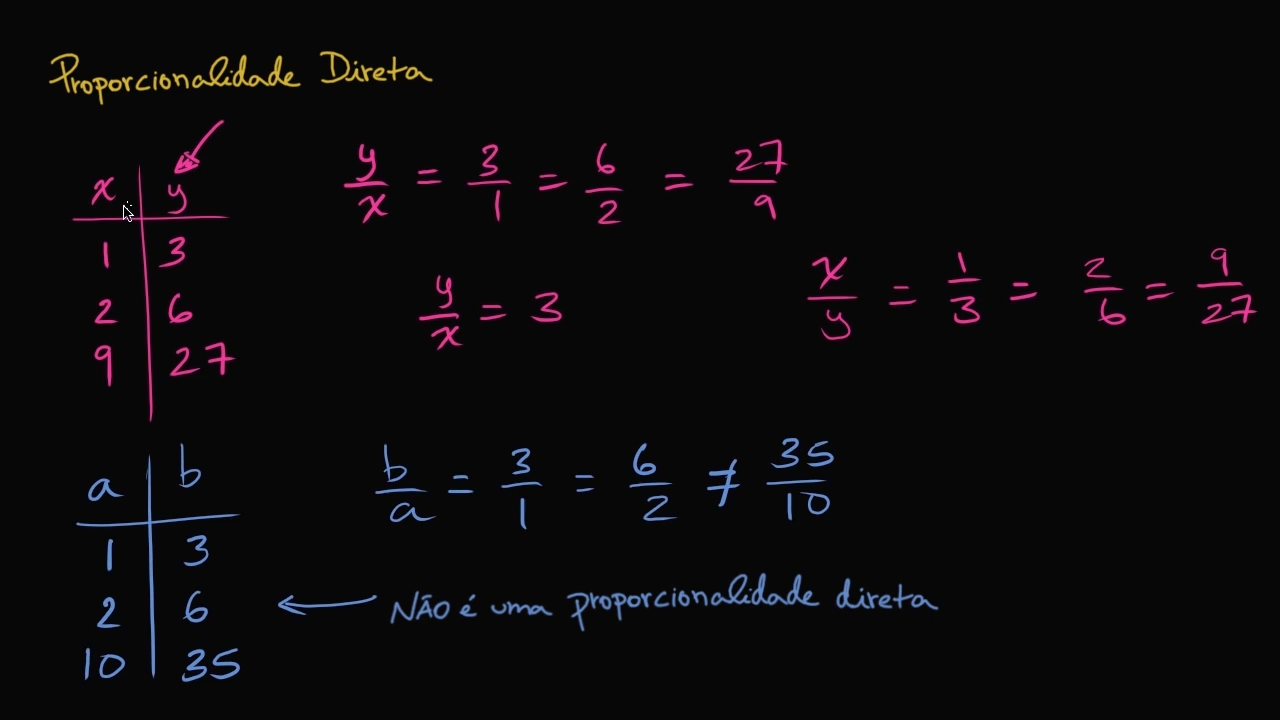 Proporcionalidade Direta
x | y
1 | 3
2 | 6
9 | 27
y/x = 3/1 = 6/2 = 27/9
y/x = 3
x/y = 1/3 = 2/6 = 9/27
a | b
1 | 3
2 | 6
10 | 35
b/a = 3/1 = 6/2 ≠ 35/10
NÃO é uma proporcionalidade direta